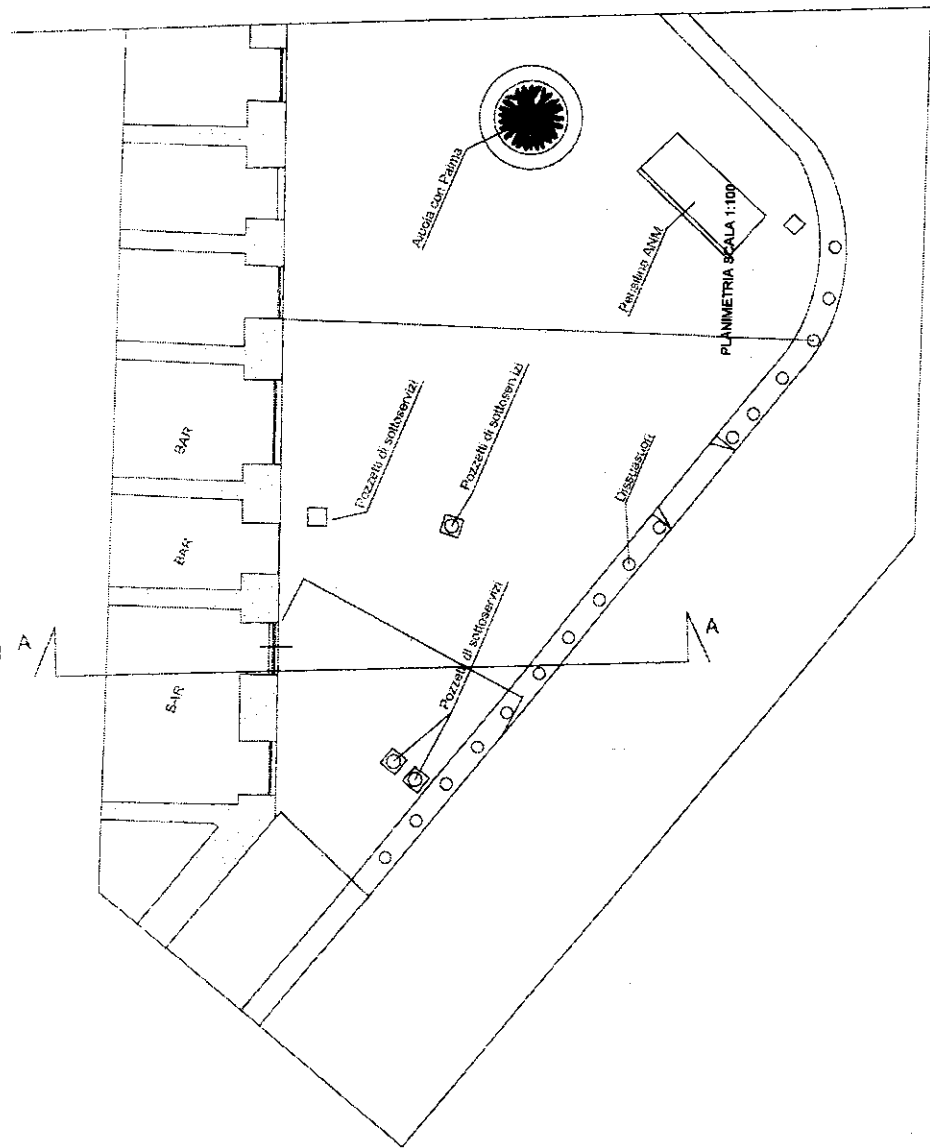 Aiuola con Palma
Pensilina ANM
PLANIMETRIA SCALA 1:100
BAR
Pozzetti di sottoservizi
Pozzetti di sottoservizi
Dissuasori
BAR
Pozzetti di sottoservizi
A
A